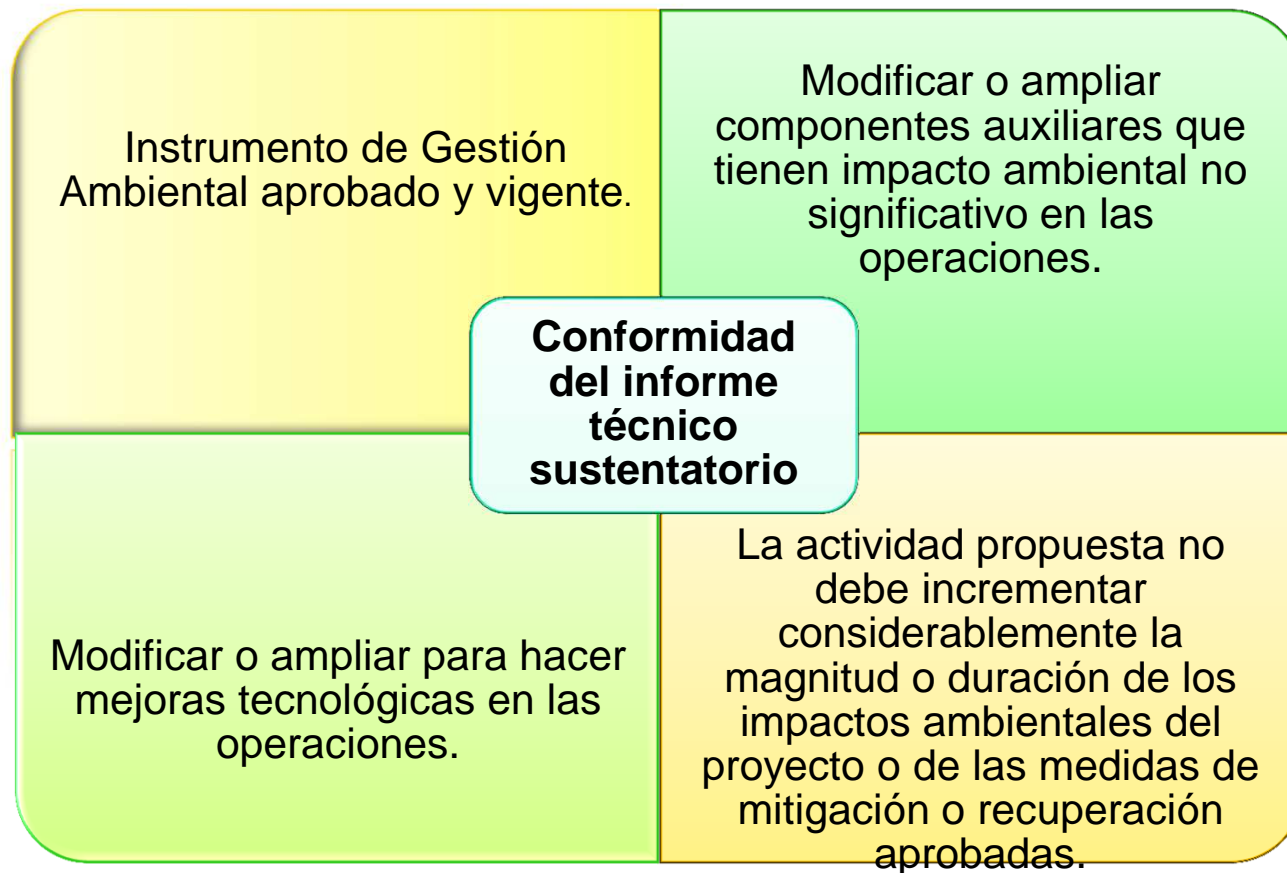 Instrumento de Gestión
Ambiental aprobado y vigente.
Modificar o ampliar
componentes auxiliares que
tienen impacto ambiental no
significativo en las
operaciones.
Conformidad
del informe
técnico
sustentatorio
Modificar o ampliar para hacer
mejoras tecnológicas en las
operaciones.
La actividad propuesta no
debe incrementar
considerablemente la
magnitud o duración de los
impactos ambientales del
proyecto o de las medidas de
mitigación o recuperación
aprobadas.